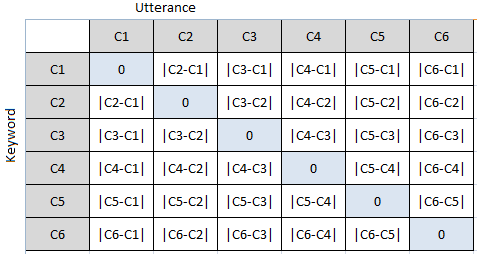 Utterance
C1 C2 C3 C4 C5 C6
Keyword
C1 0 |C2-C1| |C3-C1| |C4-C1| |C5-C1| |C6-C1|
C2 |C2-C1| 0 |C3-C2| |C4-C2| |C5-C2| |C6-C2|
C3 |C3-C1| |C3-C2| 0 |C4-C3| |C5-C3| |C6-C3|
C4 |C4-C1| |C4-C2| |C4-C3| 0 |C5-C4| |C6-C4|
C5 |C5-C1| |C5-C2| |C5-C3| |C5-C4| 0 |C6-C5|
C6 |C6-C1| |C6-C2| |C6-C3| |C6-C4| |C6-C5| 0